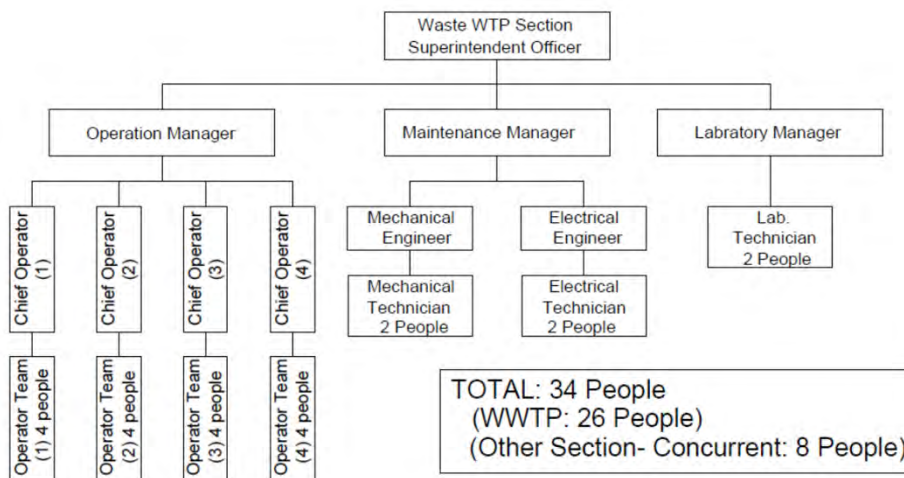 Waste WTP Section
Superintendent Officer
Operation Manager
Maintenance Manager
Labratory Manager
Chief Operator
(1)
Chief Operator
(2)
Chief Operator
(3)
Chief Operator
(4)
Mechanical
Engineer
Electrical
Engineer
Lab.
Technician
2 People
Mechanical
Technician
2 People
Electrical
Technician
2 People
Operator Team
(1) 4 people
Operator Team
(2) 4 people
Operator Team
(3) 4 people
Operator Team
(4) 4 people
TOTAL: 34 People
(WWTP: 26 People)
(Other Section- Concurrent: 8 People)